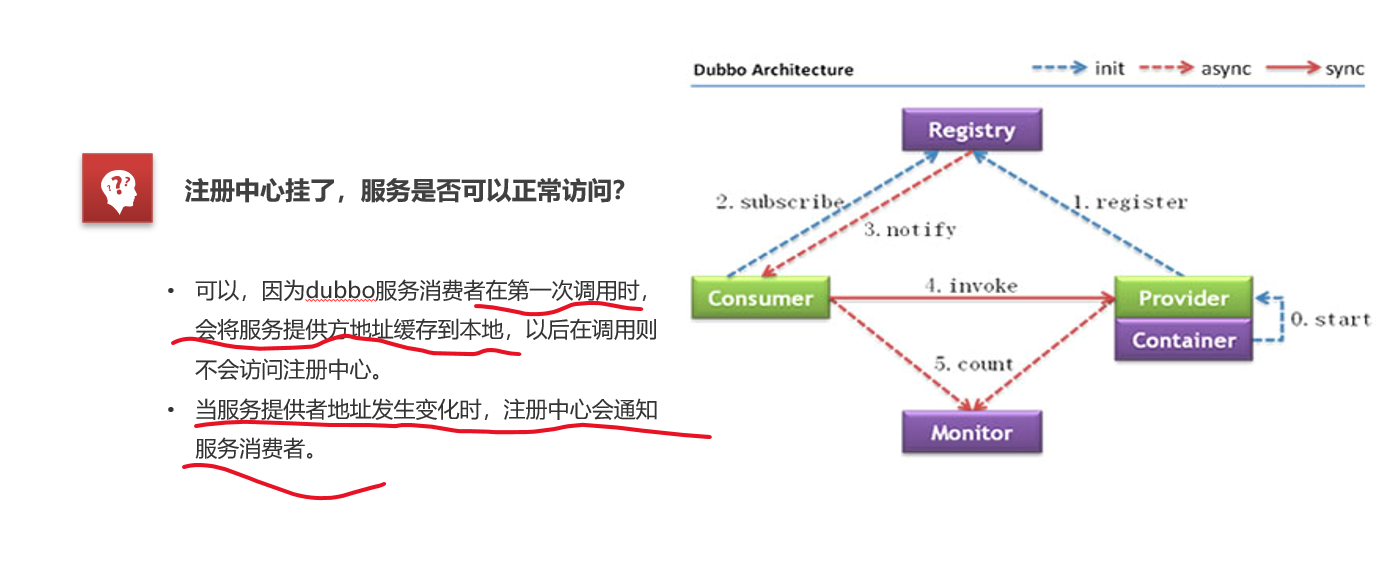 注册中心挂了，服务是否可以正常访问？
• 可以，因为dubbo服务消费者在第一次调用时，
会将服务提供方地址缓存到本地，以后在调用则
不会访问注册中心。
• 当服务提供者地址发生变化时，注册中心会通知
服务消费者。
Dubbo Architecture
init
async
sync
Registry
2. subscribe
1. register
3. notify
Consumer
4. invoke
Provider
Container
0. start
5. count
Monitor